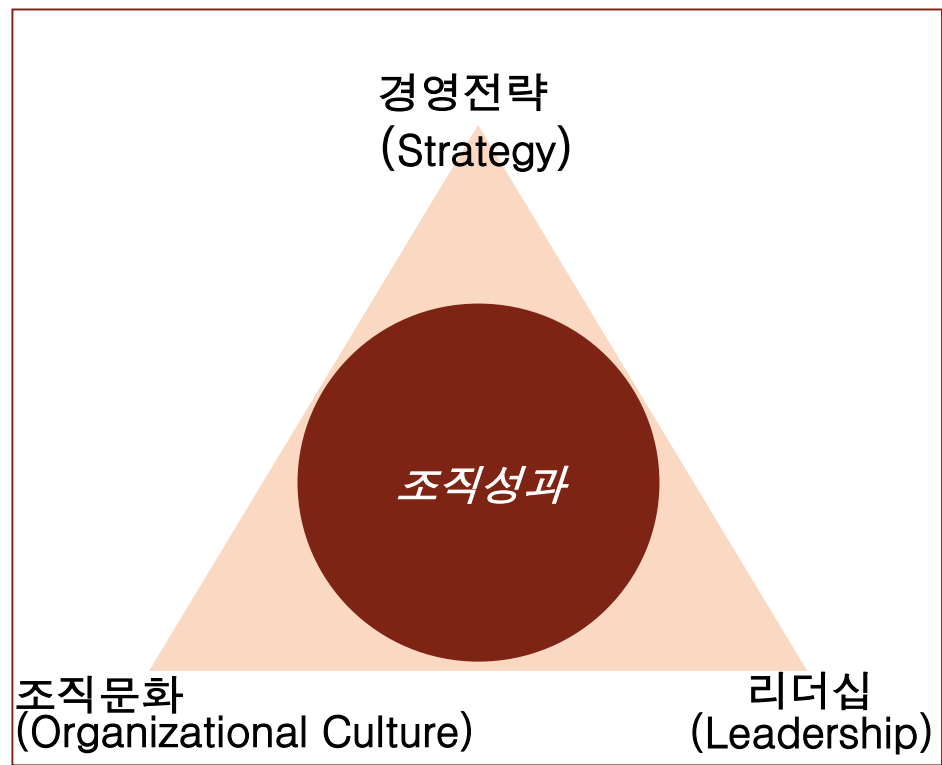 경영전략
(Strategy)
조직성과
조직문화
(Organizational Culture)
리더십
(Leadership)